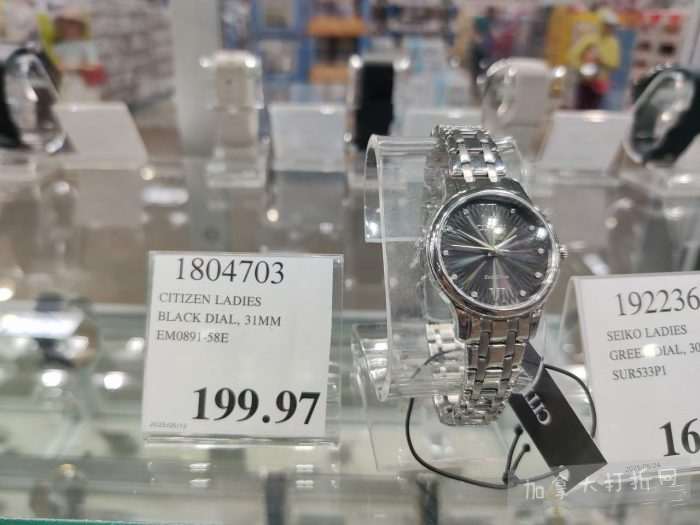 1804703
CITIZEN LADIES
BLACK DIAL, 31MM
EM0891-58E
199.97
192236
SEIKO LADIES
GREEN DIAL, 30
SUR533P1
16
CITI
加拿大打折网